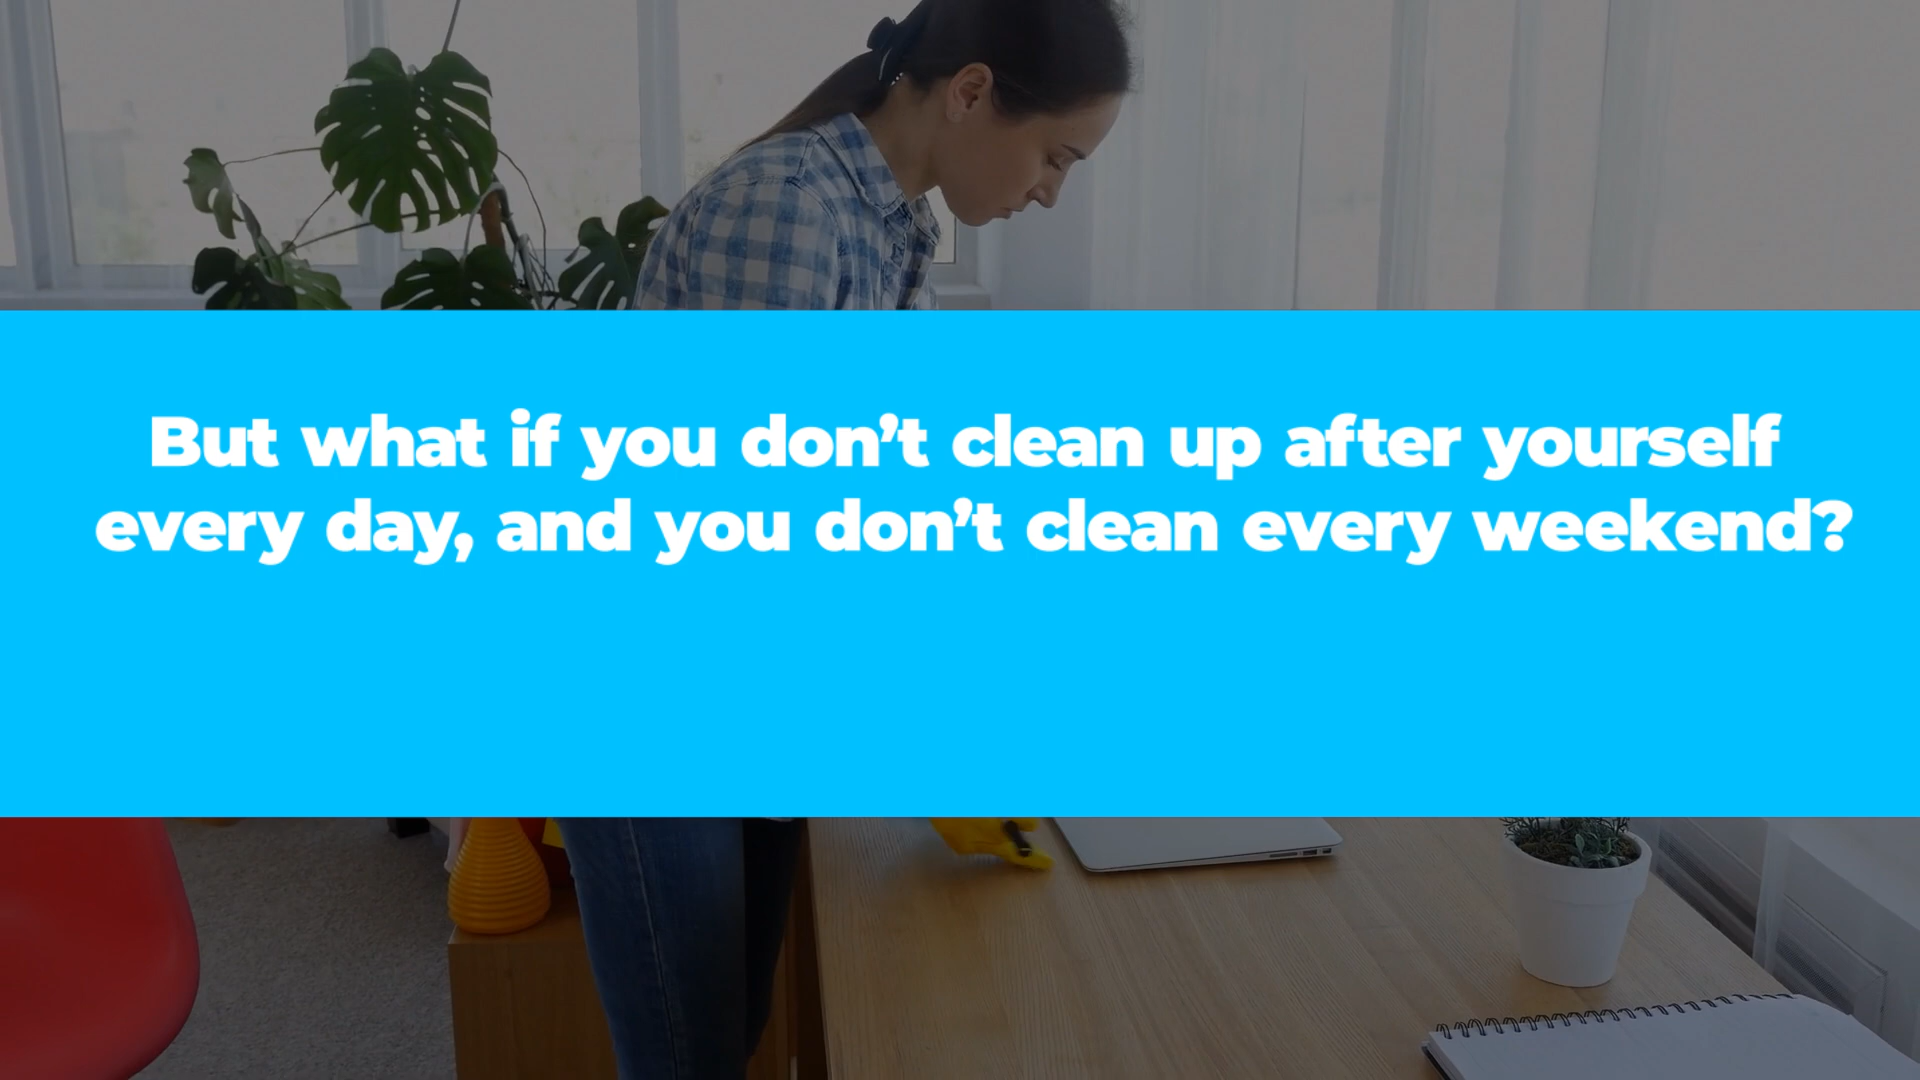 But what if you don’t clean up after yourself
every day, and you don’t clean every weekend?